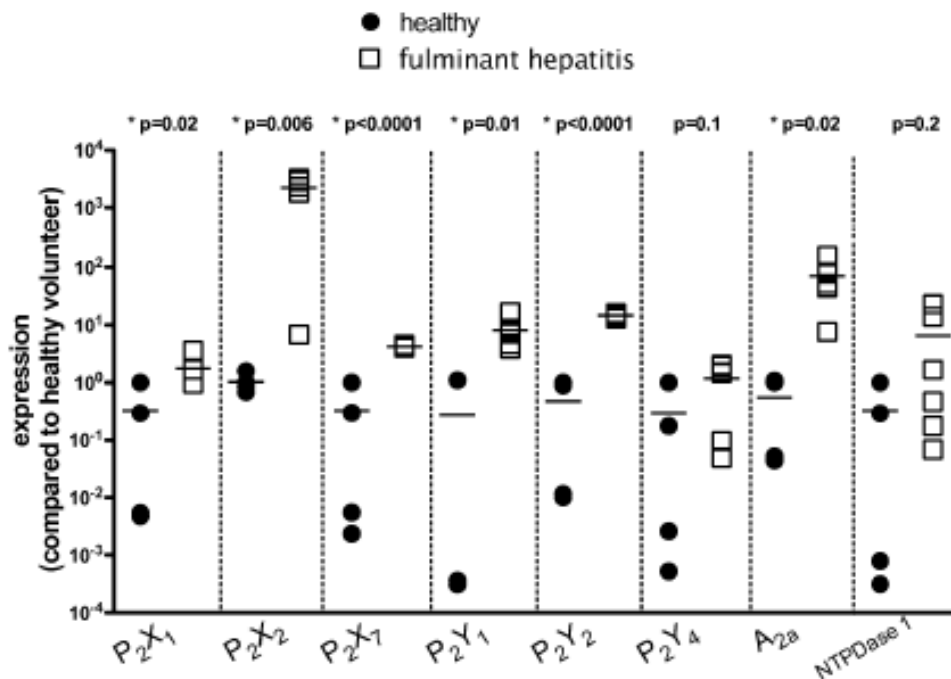 healthy
fulminant hepatitis
* p=0.02 * p=0.006 * p<0.0001 * p=0.01 * p<0.0001 p=0.1 * p=0.02 p=0.2
expression
(compared to healthy volunteer)
10⁴
10³
10²
10¹
10⁰
10⁻¹
10⁻²
10⁻³
10⁻⁴
P₂X₁ P₂X₂ P₂X₇ P₂Y₁ P₂Y₂ P₂Y₄ A₂ₐ NTPDase 1